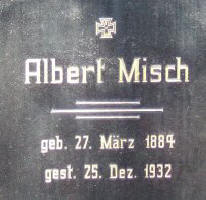 Albert Misch
geb. 27. März 1884
gest. 25. Dez. 1932